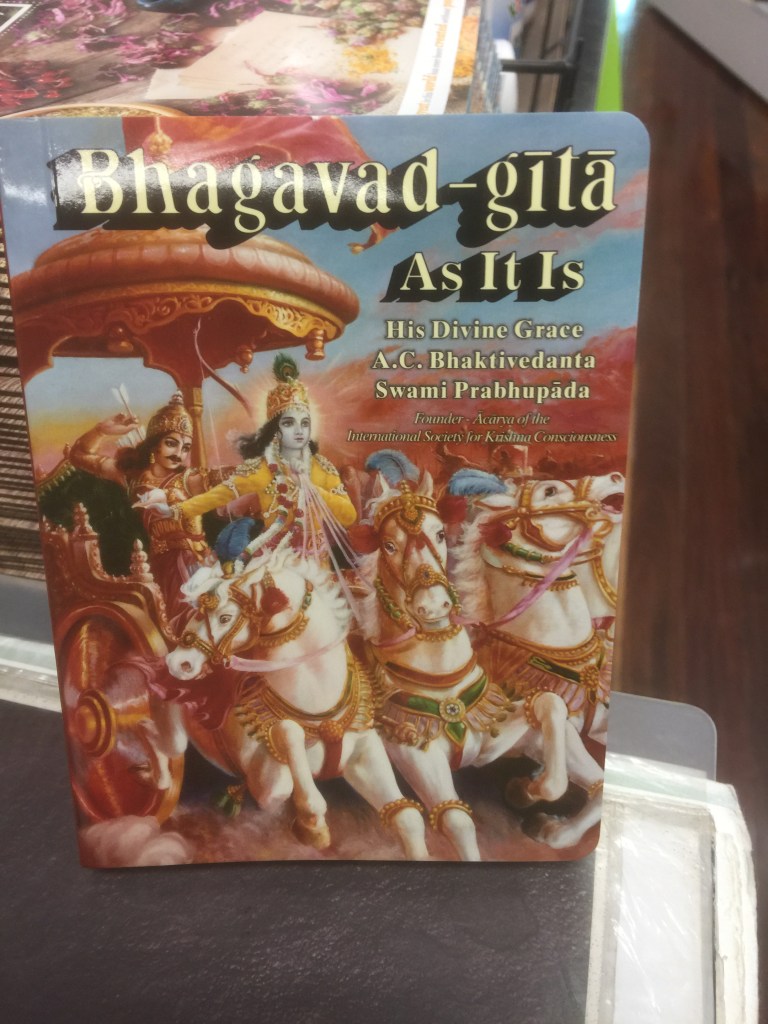 Bhagavad-gītā
As It Is
His Divine Grace
A.C. Bhaktivedanta
Swami Prabhupāda
Founder - Ācārya of the
International Society for Krishna Consciousness